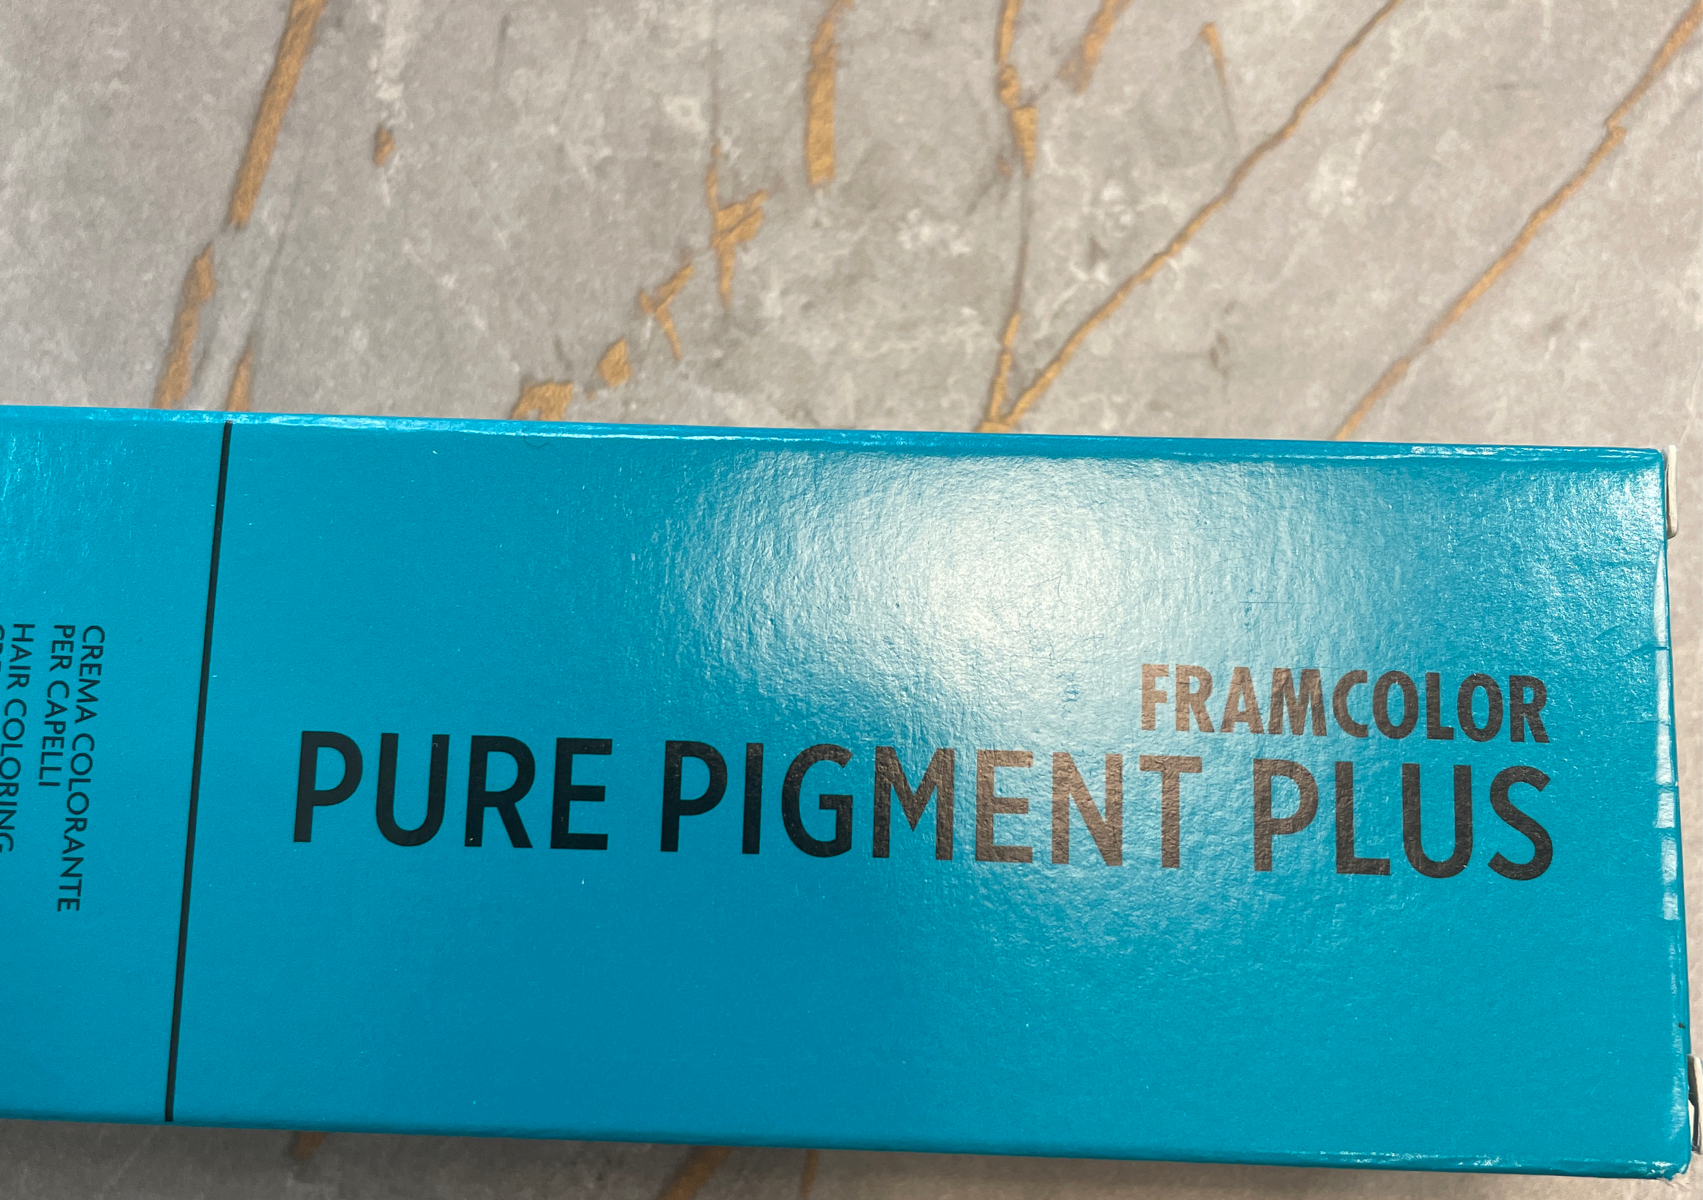 FRAMCOLOR
PURE PIGMENT PLUS
CREMA COLORANTE
PER CAPELLI
HAIR COLORING